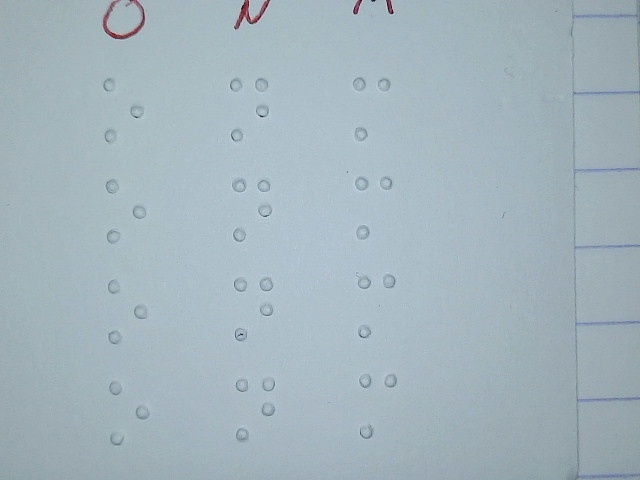 O N M
⠕ ⠝ ⠍
⠕ ⠝ ⠍
⠕ ⠝ ⠍
⠕ ⠝ ⠍